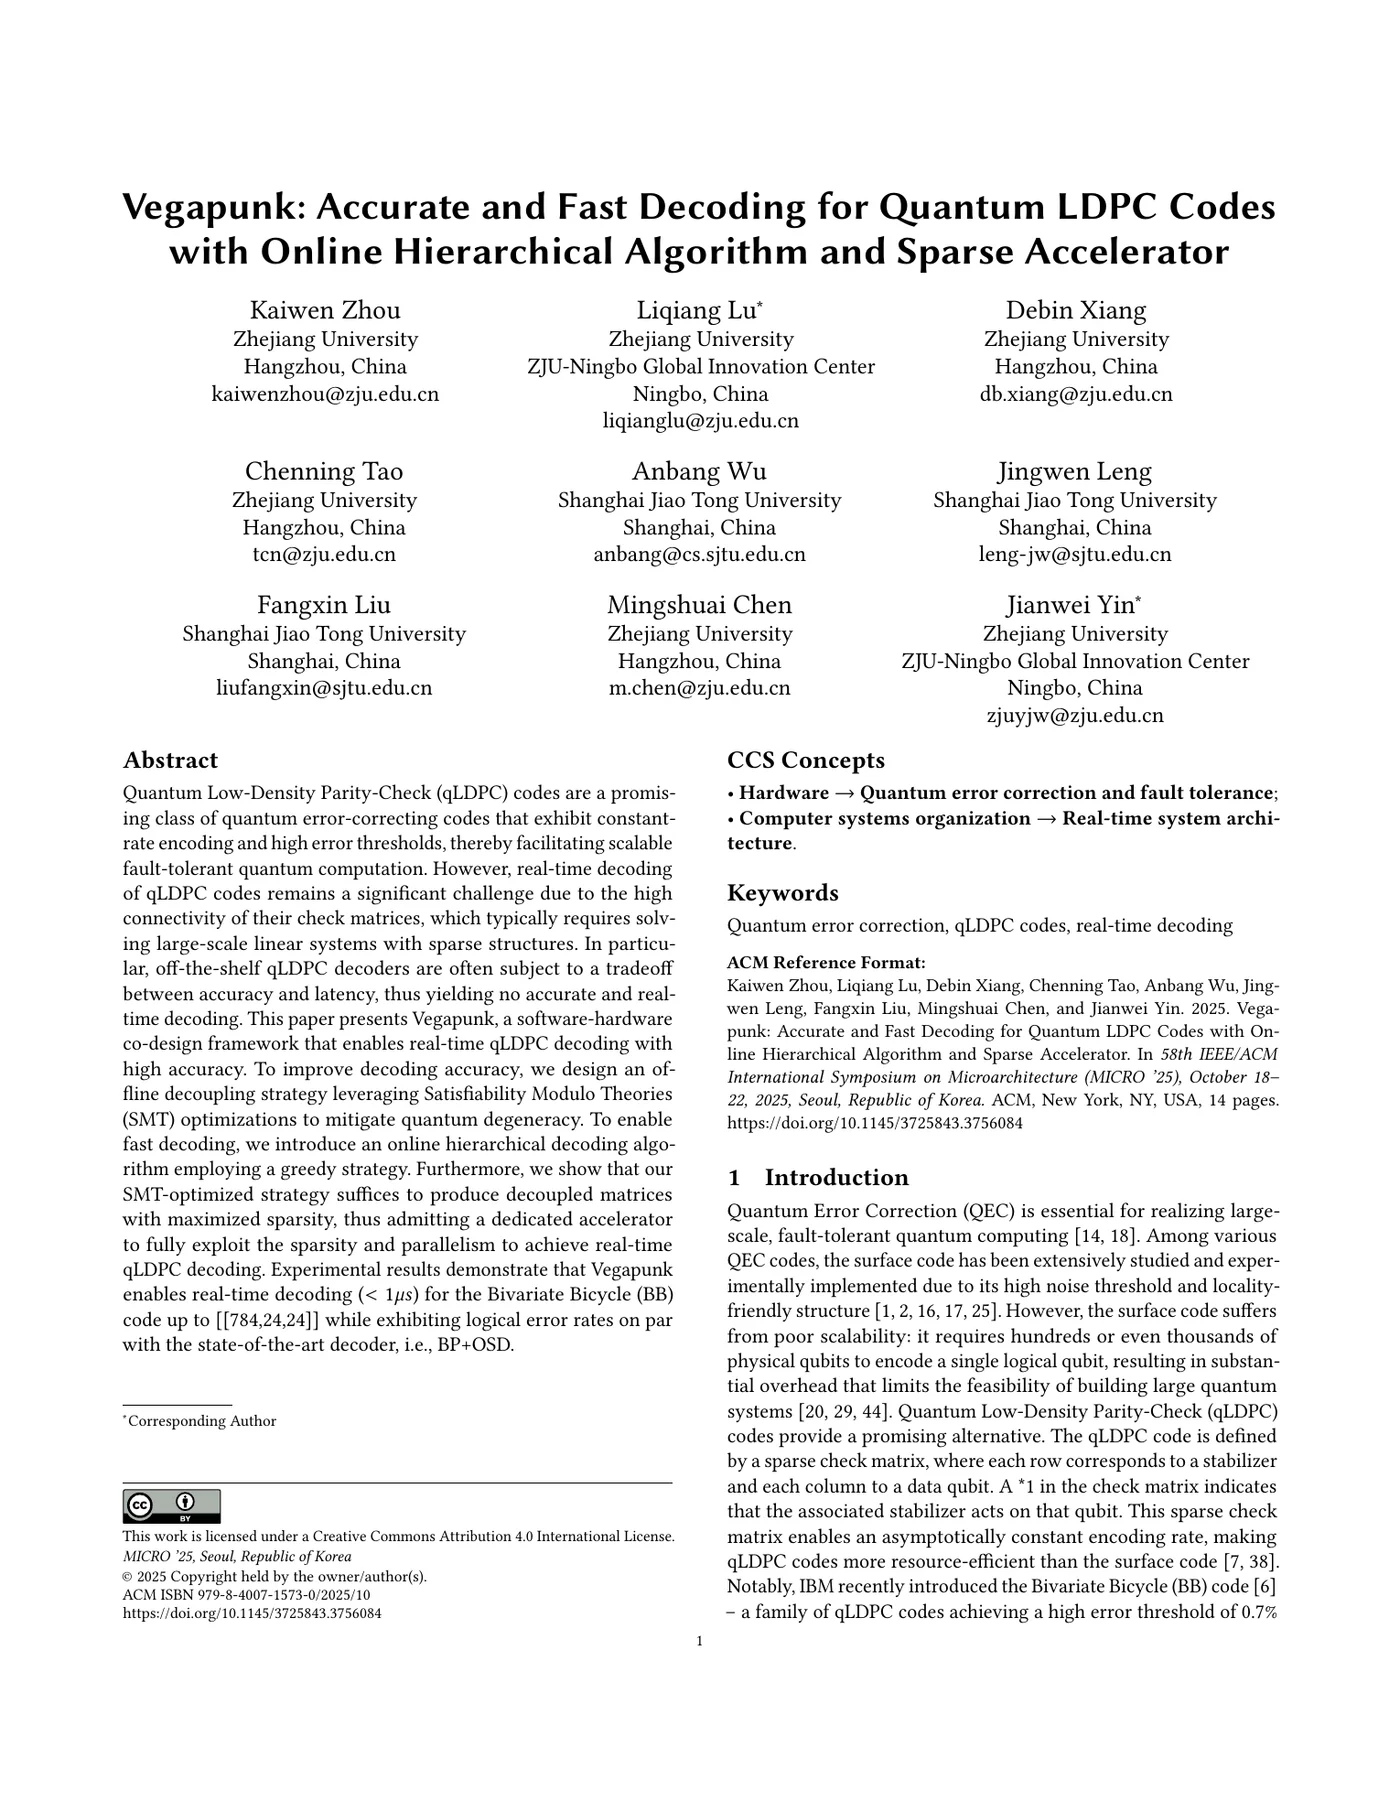 Vegapunk: Accurate and Fast Decoding for Quantum LDPC Codes
with Online Hierarchical Algorithm and Sparse Accelerator
Kaiwen Zhou
Zhejiang University
Hangzhou, China
kaiwenzhou@zju.edu.cn
Liqiang Lu*
Zhejiang University
ZJU-Ningbo Global Innovation Center
Ningbo, China
liqianglu@zju.edu.cn
Debin Xiang
Zhejiang University
Hangzhou, China
db.xiang@zju.edu.cn
Chenning Tao
Zhejiang University
Hangzhou, China
tcn@zju.edu.cn
Anbang Wu
Shanghai Jiao Tong University
Shanghai, China
anbang@cs.sjtu.edu.cn
Jingwen Leng
Shanghai Jiao Tong University
Shanghai, China
leng-jw@sjtu.edu.cn
Fangxin Liu
Shanghai Jiao Tong University
Shanghai, China
liufangxin@sjtu.edu.cn
Mingshuai Chen
Zhejiang University
Hangzhou, China
m.chen@zju.edu.cn
Jianwei Yin*
Zhejiang University
ZJU-Ningbo Global Innovation Center
Ningbo, China
zjuyjw@zju.edu.cn
Abstract
Quantum Low-Density Parity-Check (qLDPC) codes are a promis-
ing class of quantum error-correcting codes that exhibit constant-
rate encoding and high error thresholds, thereby facilitating scalable
fault-tolerant quantum computation. However, real-time decoding
of qLDPC codes remains a significant challenge due to the high
connectivity of their check matrices, which typically requires solv-
ing large-scale linear systems with sparse structures. In particu-
lar, off-the-shelf qLDPC decoders are often subject to a tradeoff
between accuracy and latency, thus yielding no accurate and real-
time decoding. This paper presents Vegapunk, a software-hardware
co-design framework that enables real-time qLDPC decoding with
high accuracy. To improve decoding accuracy, we design an of-
fline decoupling strategy leveraging Satisfiability Modulo Theories
(SMT) optimizations to mitigate quantum degeneracy. To enable
fast decoding, we introduce an online hierarchical decoding algo-
rithm employing a greedy strategy. Furthermore, we show that our
SMT-optimized strategy suffices to produce decoupled matrices
with maximized sparsity, thus admitting a dedicated accelerator
to fully exploit the sparsity and parallelism to achieve real-time
qLDPC decoding. Experimental results demonstrate that Vegapunk
enables real-time decoding (< 1μs) for the Bivariate Bicycle (BB)
code up to [[784,24,24]] while exhibiting logical error rates on par
with the state-of-the-art decoder, i.e., BP+OSD.
*Corresponding Author
cc BY
This work is licensed under a Creative Commons Attribution 4.0 International License.
MICRO ’25, Seoul, Republic of Korea
© 2025 Copyright held by the owner/author(s).
ACM ISBN 979-8-4007-1573-0/2025/10
https://doi.org/10.1145/3725843.3756084
CCS Concepts
• Hardware → Quantum error correction and fault tolerance;
• Computer systems organization → Real-time system archi-
tecture.
Keywords
Quantum error correction, qLDPC codes, real-time decoding
ACM Reference Format:
Kaiwen Zhou, Liqiang Lu, Debin Xiang, Chenning Tao, Anbang Wu, Jing-
wen Leng, Fangxin Liu, Mingshuai Chen, and Jianwei Yin. 2025. Vega-
punk: Accurate and Fast Decoding for Quantum LDPC Codes with On-
line Hierarchical Algorithm and Sparse Accelerator. In 58th IEEE/ACM
International Symposium on Microarchitecture (MICRO ’25), October 18–
22, 2025, Seoul, Republic of Korea. ACM, New York, NY, USA, 14 pages.
https://doi.org/10.1145/3725843.3756084
1 Introduction
Quantum Error Correction (QEC) is essential for realizing large-
scale, fault-tolerant quantum computing [14, 18]. Among various
QEC codes, the surface code has been extensively studied and exper-
imentally implemented due to its high noise threshold and locality-
friendly structure [1, 2, 16, 17, 25]. However, the surface code suffers
from poor scalability: it requires hundreds or even thousands of
physical qubits to encode a single logical qubit, resulting in substan-
tial overhead that limits the feasibility of building large quantum
systems [20, 29, 44]. Quantum Low-Density Parity-Check (qLDPC)
codes provide a promising alternative. The qLDPC code is defined
by a sparse check matrix, where each row corresponds to a stabilizer
and each column to a data qubit. A "1 in the check matrix indicates
that the associated stabilizer acts on that qubit. This sparse check
matrix enables an asymptotically constant encoding rate, making
qLDPC codes more resource-efficient than the surface code [7, 38].
Notably, IBM recently introduced the Bivariate Bicycle (BB) code [6]
– a family of qLDPC codes achieving a high error threshold of 0.7%
1